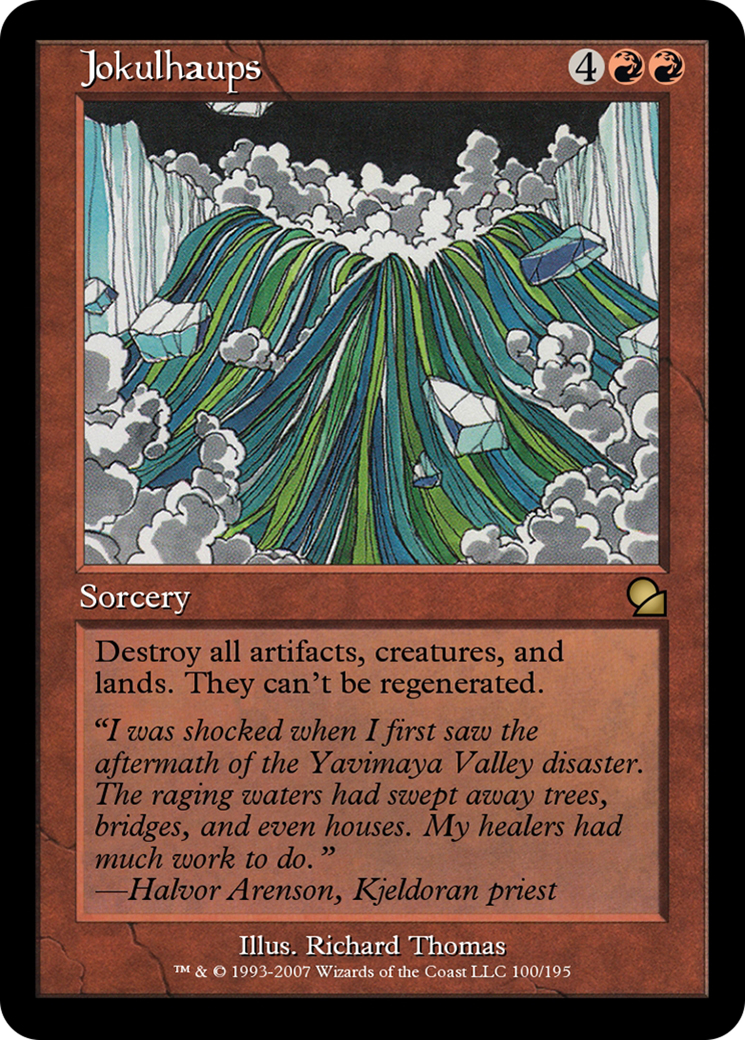 Jokulhaups 4
Sorcery
Destroy all artifacts, creatures, and
lands. They can't be regenerated.
“I was shocked when I first saw the
aftermath of the Yavimaya Valley disaster.
The raging waters had swept away trees,
bridges, and even houses. My healers had
much work to do.”
—Halvor Arenson, Kjeldoran priest
Illus. Richard Thomas
™ & © 1993-2007 Wizards of the Coast LLC 100/195